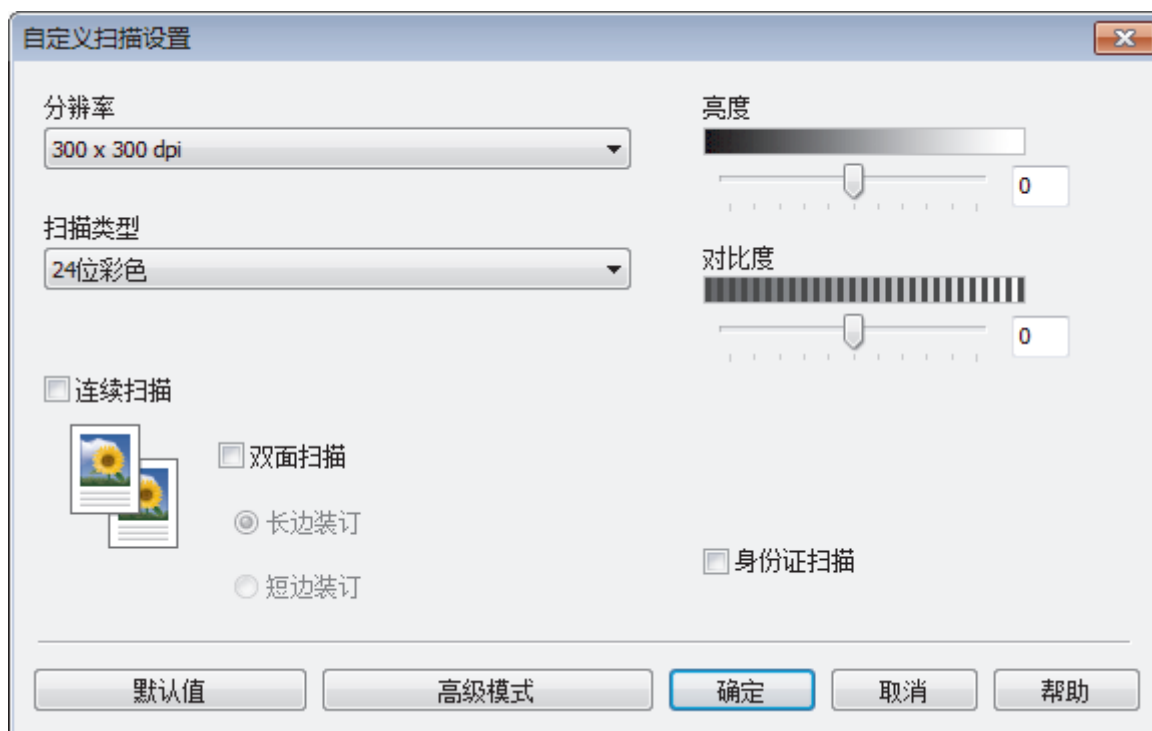 自定义扫描设置
分辨率
300 x 300 dpi
扫描类型
24位彩色
亮度
0
对比度
0
连续扫描
双面扫描
长边装订
短边装订
身份证扫描
默认值
高级模式
确定
取消
帮助